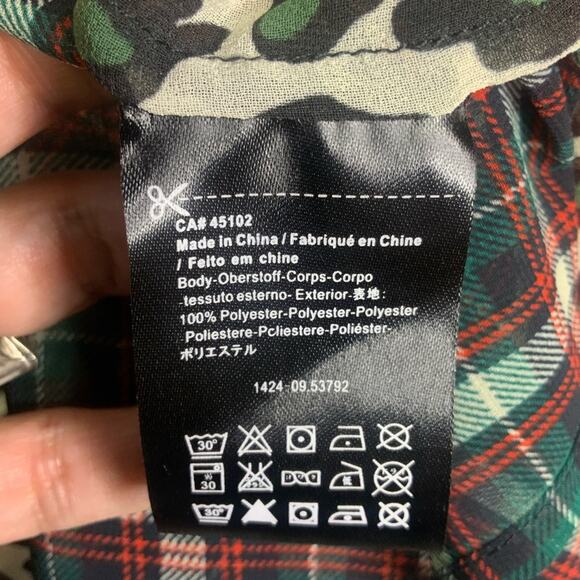 CA# 45102
Made in China / Fabriqué en Chine
/ Feito em chine
Body-Oberstoff-Corps-Corpo
-tessuto esterno- Exterior-表地:
100% Polyester-Polyester-Polyester
Poliestere-Pcliestere-Poliéster-
ポリエステル
1424 09.53792
30°
30
低
30°